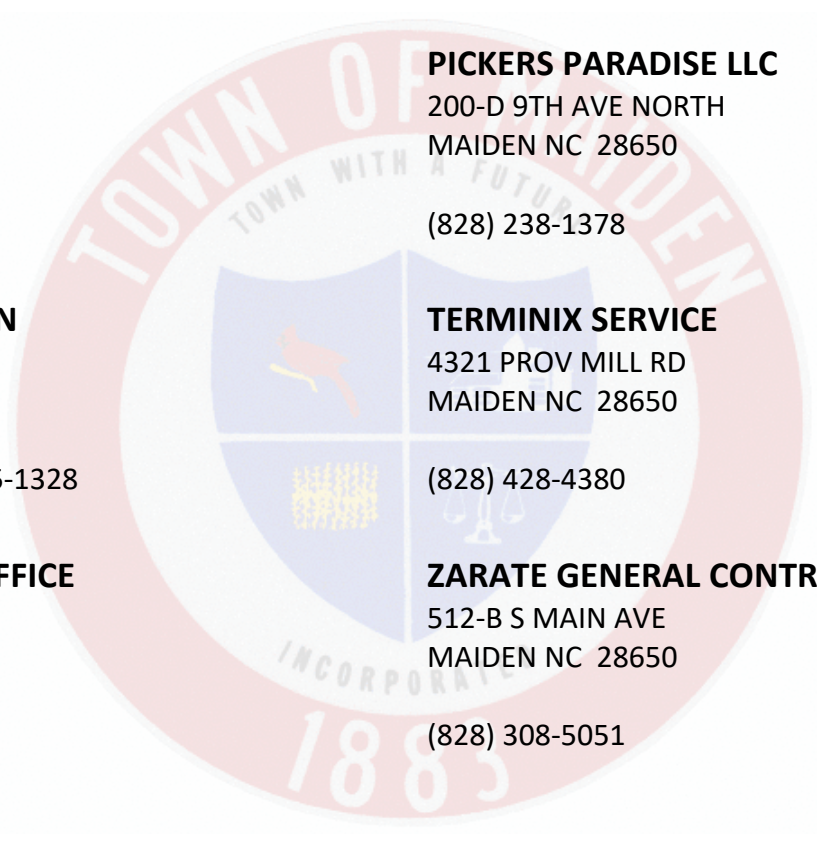 PICKERS PARADISE LLC
200-D 9TH AVE NORTH
MAIDEN NC 28650
(828) 238-1378
N
TERMINIX SERVICE
4321 PROV MILL RD
MAIDEN NC 28650
-1328
(828) 428-4380
FFICE
ZARATE GENERAL CONTR
512-B S MAIN AVE
MAIDEN NC 28650
(828) 308-5051
TOWN OF MAIDEN
TOWN WITH A FUTURE
INCORPORATED
1883